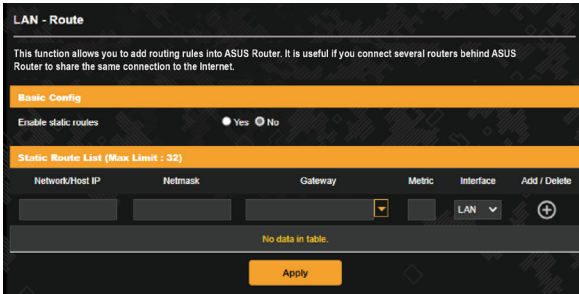 LAN - Route
This function allows you to add routing rules into ASUS Router. It is useful if you connect several routers behind ASUS
Router to share the same connection to the Internet.
Basic Config
Enable static routes Yes No
Static Route List (Max Limit : 32)
Network/Host IP Netmask Gateway Metric Interface Add / Delete
LAN
No data in table.
Apply